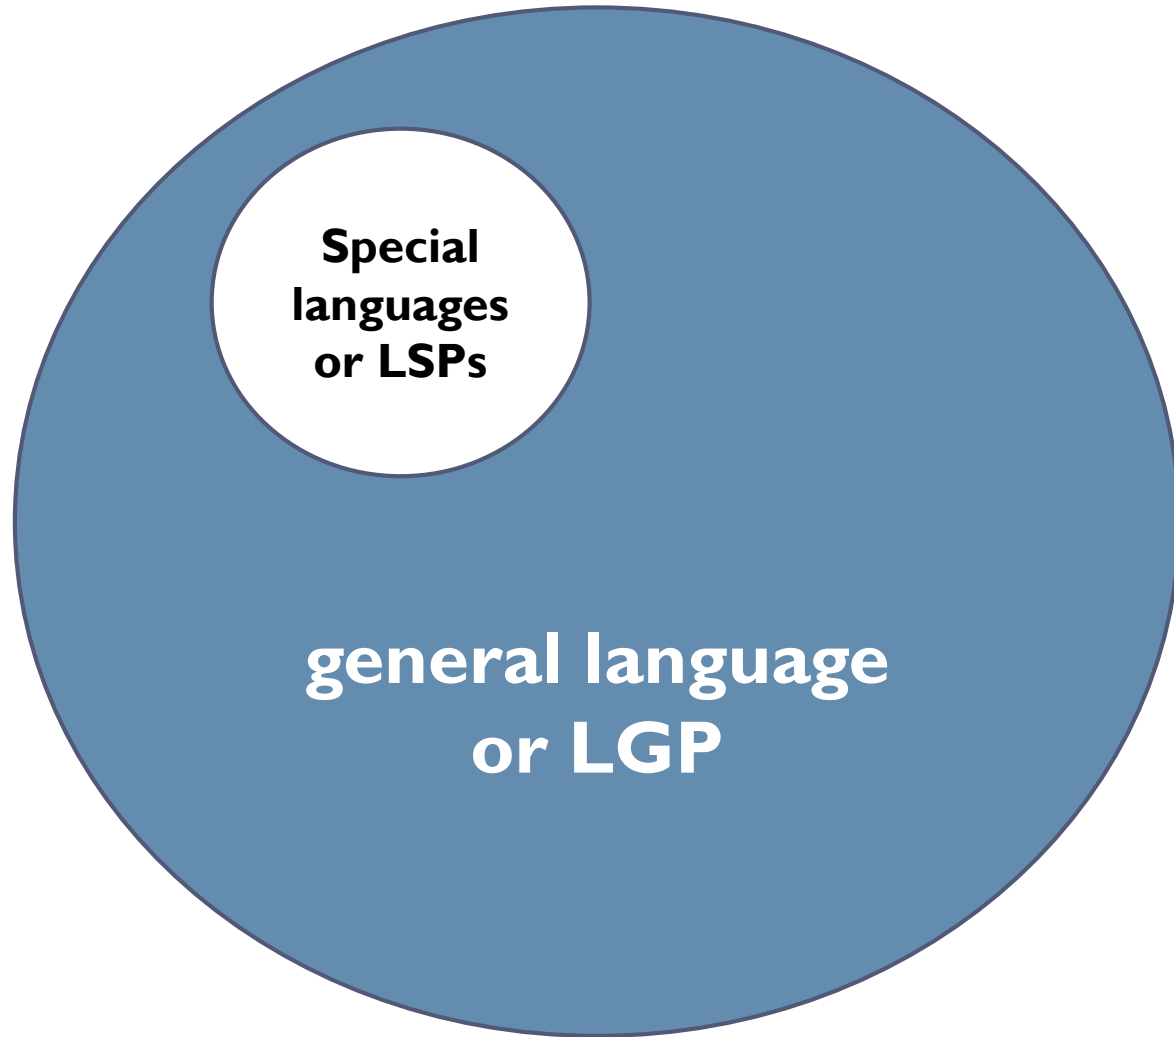 Special
languages
or LSPs
general language
or LGP